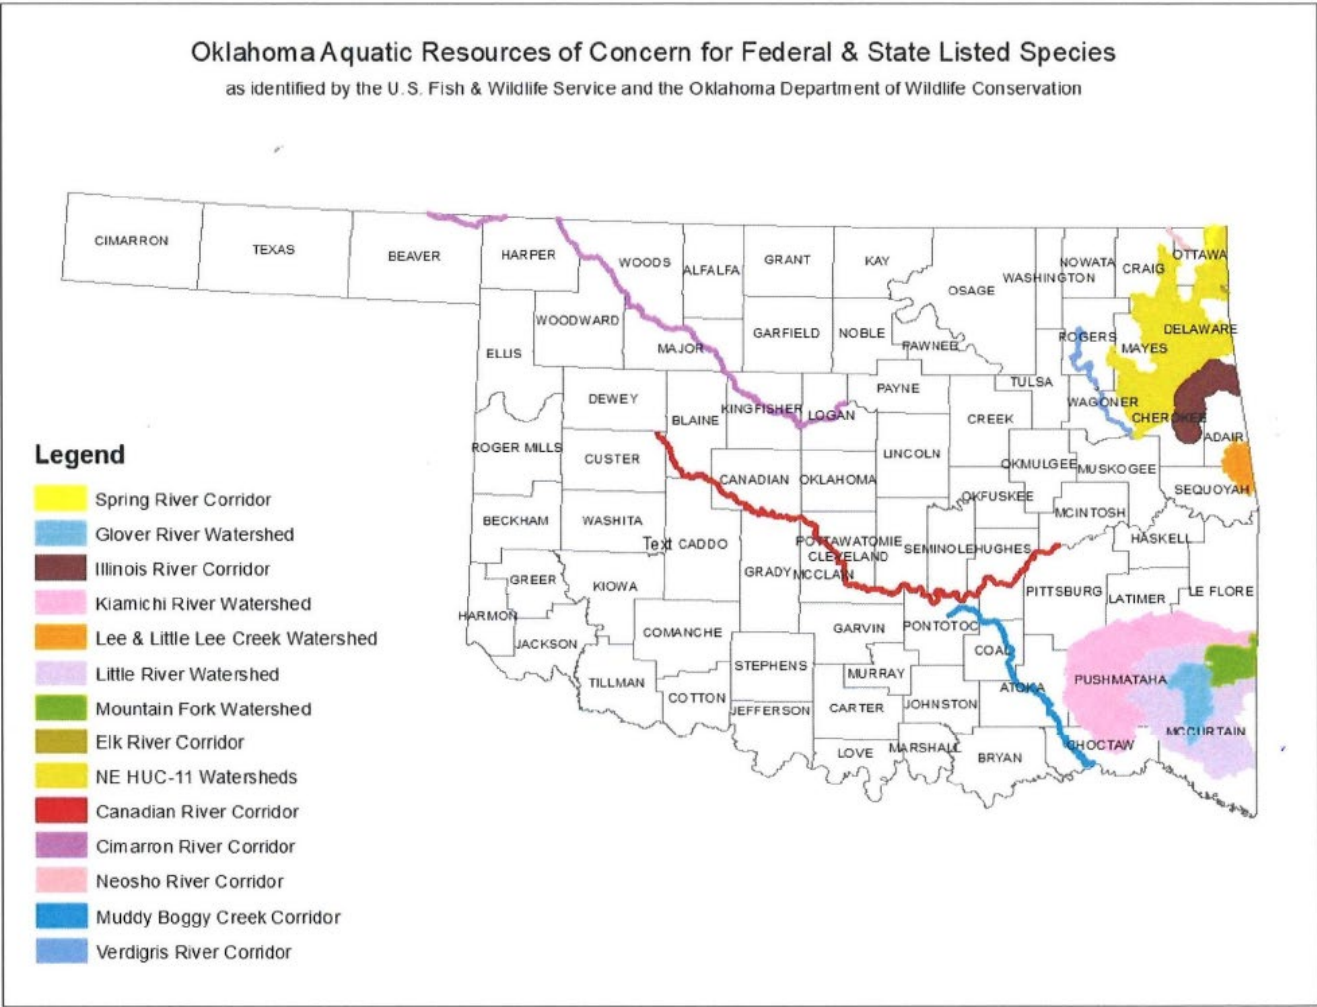 Oklahoma Aquatic Resources of Concern for Federal & State Listed Species
as identified by the U.S. Fish & Wildlife Service and the Oklahoma Department of Wildlife Conservation
CIMARRON
TEXAS
BEAVER
HARPER
WOODS
ALFALFA
GRANT
KAY
OSAGE
WASHINGTON
NOWATA
CRAIG
OTTAWA
ELLIS
WOODWARD
MAJOR
GARFIELD
NOBLE
PAWNEE
ROGERS
MAYES
DELAWARE
DEWEY
BLAINE
KINGFISHER
LOGAN
PAYNE
CREEK
TULSA
WAGONER
CHEROKEE
ADAIR
ROGER MILLS
CUSTER
CANADIAN
OKLAHOMA
LINCOLN
OKMULGEE
MUSKOGEE
SEQUOYAH
BECKHAM
WASHITA
Text
CADDO
GRADY
POTTAWATOMIE
CLEVELAND
MCCLAIN
SEMINOLE
HUGHES
OKFUSKEE
MCINTOSH
HASKELL
GREER
KIOWA
HARMON
JACKSON
COMANCHE
GARVIN
PONTOTOC
PITTSBURG
LATIMER
LE FLORE
TILLMAN
COTTON
STEPHENS
JEFFERSON
MURRAY
CARTER
JOHNSTON
COAL
ATOKA
PUSHMATAHA
MCCURTAIN
LOVE
MARSHALL
BRYAN
CHOCTAW
Legend
Spring River Corridor
Glover River Watershed
Illinois River Corridor
Kiamichi River Watershed
Lee & Little Lee Creek Watershed
Little River Watershed
Mountain Fork Watershed
Elk River Corridor
NE HUC-11 Watersheds
Canadian River Corridor
Cimarron River Corridor
Neosho River Corridor
Muddy Boggy Creek Corridor
Verdigris River Corridor